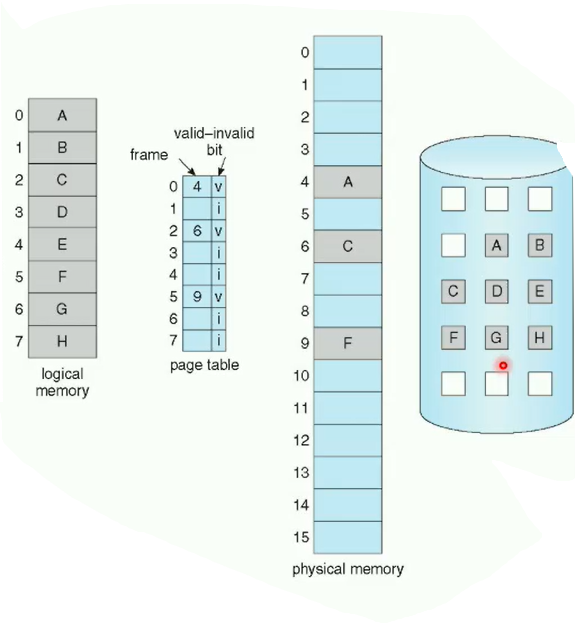 0 A
1 B
2 C
3 D
4 E
5 F
6 G
7 H
logical
memory
valid–invalid
bit
frame
0 4 v
1 i
2 6 v
3 i
4 i
5 9 v
6 i
7 i
page table
0
1
2
3
4 A
5
6 C
7
8
9 F
10
11
12
13
14
15
physical memory
A B
C D E
F G H